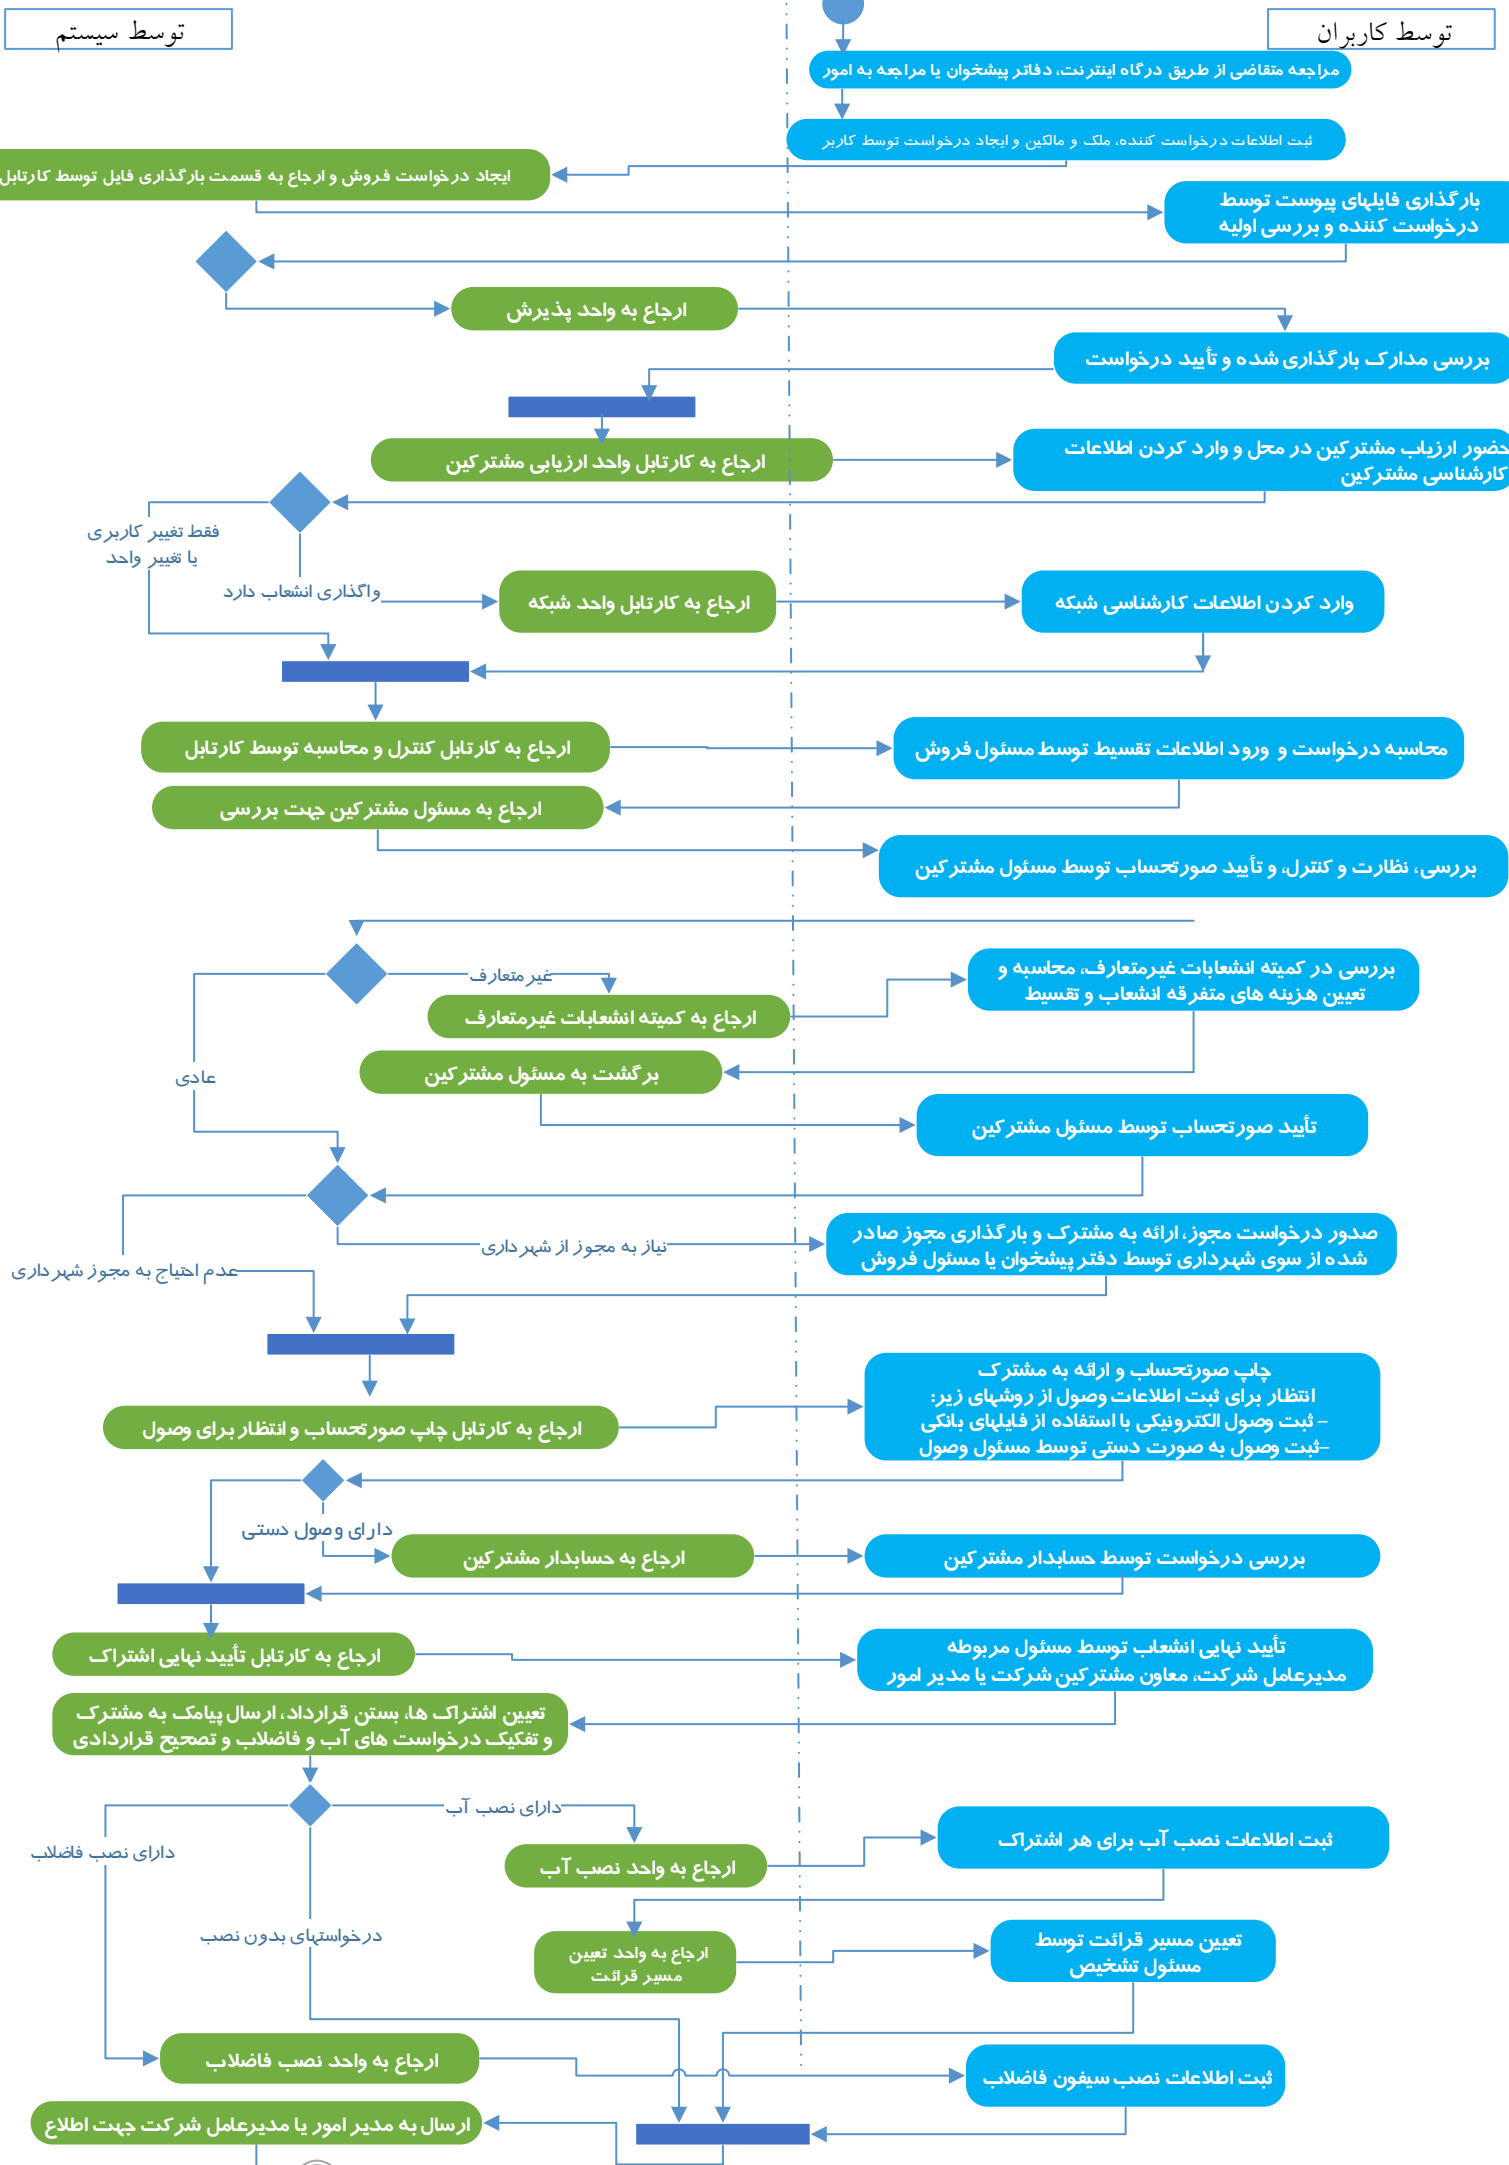 توسط کاربران
توسط سیستم
مراجعه متقاضی از طریق درگاه اینترنت، دفاتر پیشخوان یا مراجعه به امور
ثبت اطلاعات درخواست کننده، ملک و مالکین و ایجاد درخواست توسط کاربر
ایجاد درخواست فروش و ارجاع به قسمت بارگذاری فایل توسط کارتابل
بارگذاری فایلهای پیوست توسط
درخواست کننده و بررسی اولیه
ارجاع به واحد پذیرش
بررسی مدارک بارگذاری شده و تأیید درخواست
ارجاع به کارتابل واحد ارزیابی مشترکین
حضور ارزیاب مشترکین در محل و وارد کردن اطلاعات
کارشناسی مشترکین
فقط تغییر کاربری
یا تغییر واحد
واگذاری انشعاب دارد
ارجاع به کارتابل واحد شبکه
وارد کردن اطلاعات کارشناسی شبکه
ارجاع به کارتابل کنترل و محاسبه توسط کارتابل
محاسبه درخواست و ورود اطلاعات تقسیط توسط مسئول فروش
ارجاع به مسئول مشترکین جهت بررسی
بررسی، نظارت و کنترل، و تأیید صورتحساب توسط مسئول مشترکین
غیرمتعارف
بررسی در کمیته انشعابات غیرمتعارف، محاسبه و
تعیین هزینه های متفرقه انشعاب و تقسیط
ارجاع به کمیته انشعابات غیرمتعارف
برگشت به مسئول مشترکین
عادی
تأیید صورتحساب توسط مسئول مشترکین
صدور درخواست مجوز، ارائه به مشترک و بارگذاری مجوز صادر
شده از سوی شهرداری توسط دفتر پیشخوان یا مسئول فروش
نیاز به مجوز از شهرداری
عدم احتیاج به مجوز شهرداری
چاپ صورتحساب و ارائه به مشترک
انتظار برای ثبت اطلاعات وصول از روشهای زیر:
– ثبت وصول الکترونیکی با استفاده از فایلهای بانکی
–ثبت وصول به صورت دستی توسط مسئول وصول
ارجاع به کارتابل چاپ صورتحساب و انتظار برای وصول
دارای وصول دستی
ارجاع به حسابدار مشترکین
بررسی درخواست توسط حسابدار مشترکین
ارجاع به کارتابل تأیید نهایی اشتراک
تأیید نهایی انشعاب توسط مسئول مربوطه
مدیرعامل شرکت، معاون مشترکین شرکت یا مدیر امور
تعیین اشتراک ها، بستن قرارداد، ارسال پیامک به مشترک
و تفکیک درخواست های آب و فاضلاب و تصحیح قراردادی
دارای نصب آب
دارای نصب فاضلاب
ثبت اطلاعات نصب آب برای هر اشتراک
ارجاع به واحد نصب آب
درخواستهای بدون نصب
تعیین مسیر قرائت توسط
مسئول تشخیص
ارجاع به واحد تعیین
مسیر قرائت
ارجاع به واحد نصب فاضلاب
ثبت اطلاعات نصب سیفون فاضلاب
ارسال به مدیر امور یا مدیرعامل شرکت جهت اطلاع